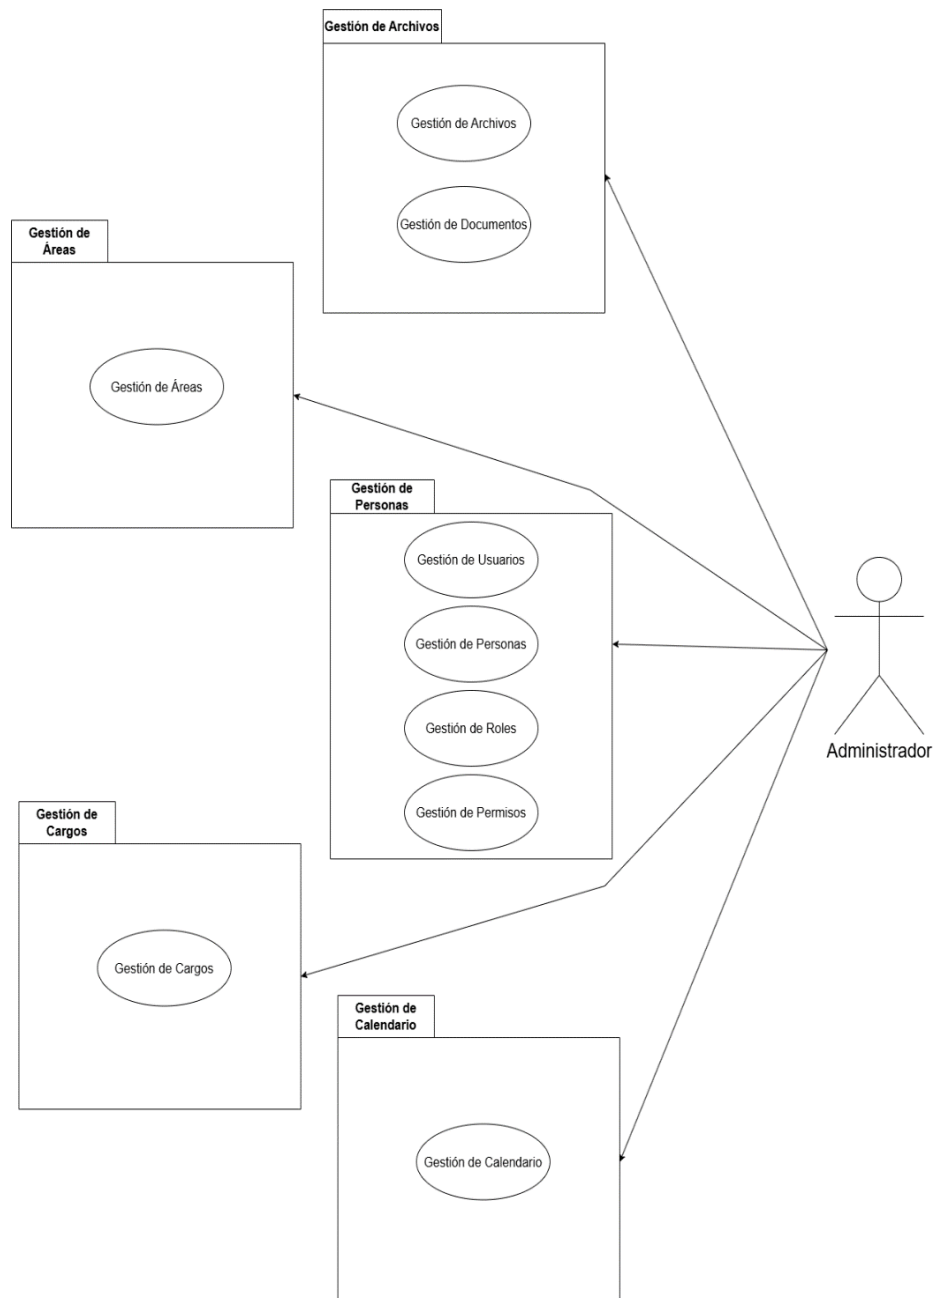 Gestión de Archivos
Gestión de Archivos
Gestión de Documentos
Gestión de
Áreas
Gestión de Áreas
Gestión de
Personas
Gestión de Usuarios
Gestión de Personas
Gestión de Roles
Gestión de Permisos
Administrador
Gestión de
Cargos
Gestión de Cargos
Gestión de
Calendario
Gestión de Calendario